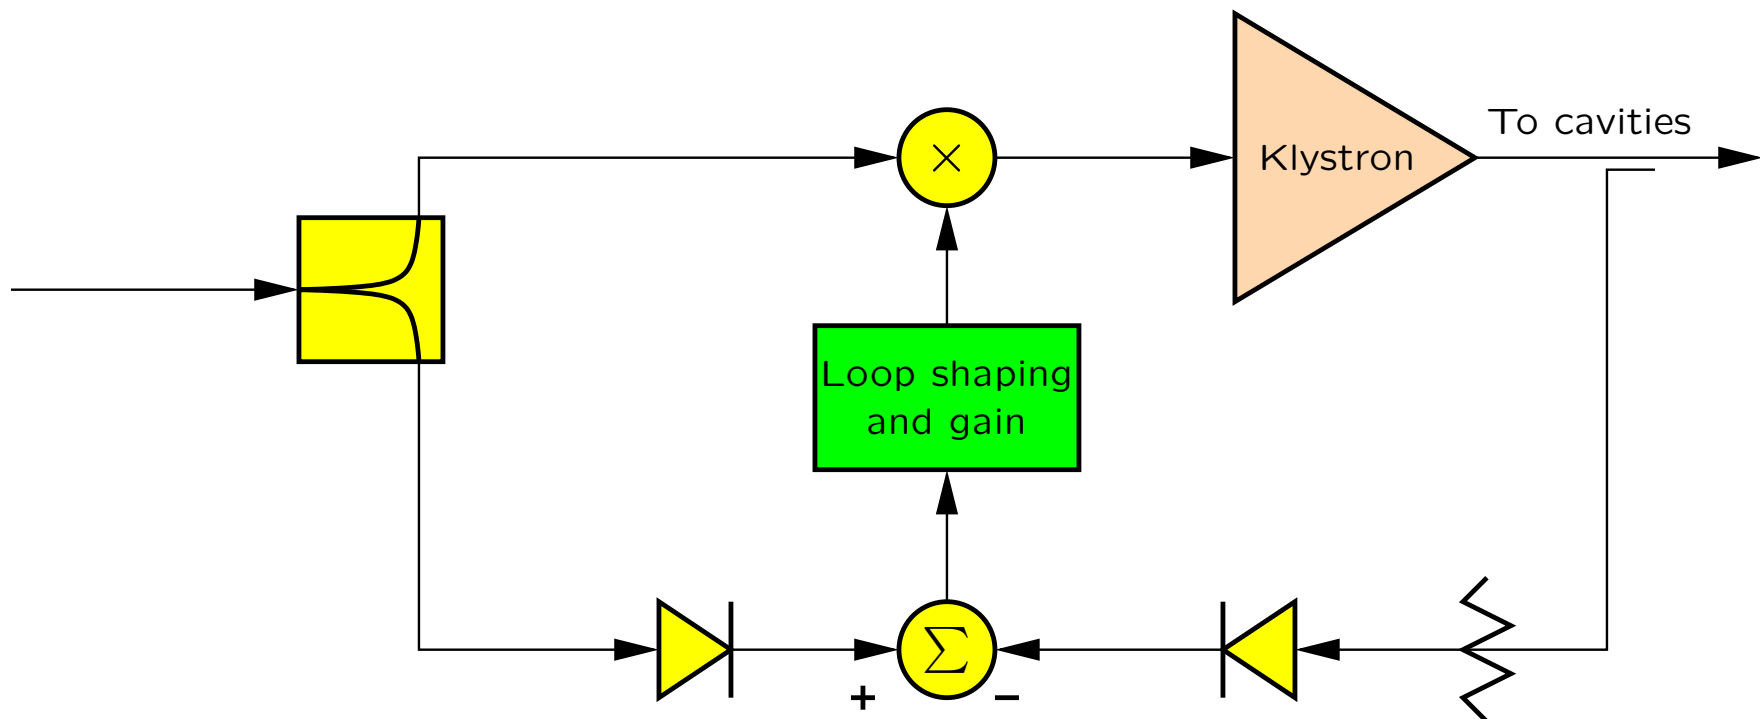 To cavities
×
Klystron
Loop shaping
and gain
Σ
+ −